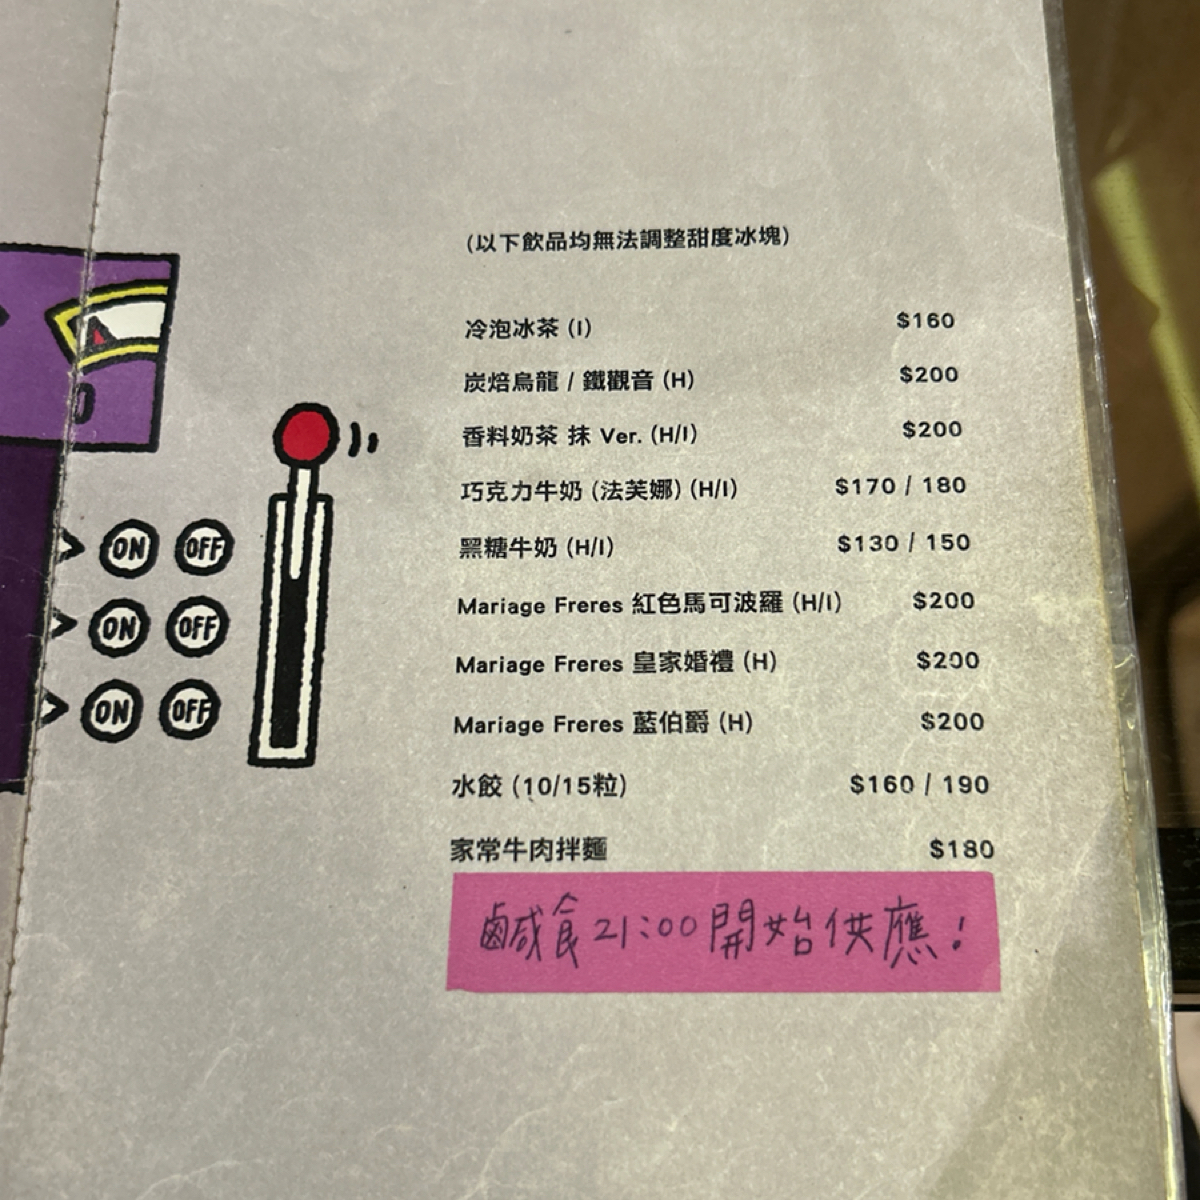 (以下飲品均無法調整甜度冰塊)
冷泡冰茶 (I) $160
炭焙烏龍 / 鐵觀音 (H) $200
香料奶茶 抹 Ver. (H/I) $200
巧克力牛奶 (法芙娜) (H/I) $170 / 180
黑糖牛奶 (H/I) $130 / 150
Mariage Freres 紅色馬可波羅 (H/I) $200
Mariage Freres 皇家婚禮 (H) $200
Mariage Freres 藍伯爵 (H) $200
水餃 (10/15粒) $160 / 190
家常牛肉拌麵 $180
鹹食21:00開始供應!
ON OFF
ON OFF
ON OFF